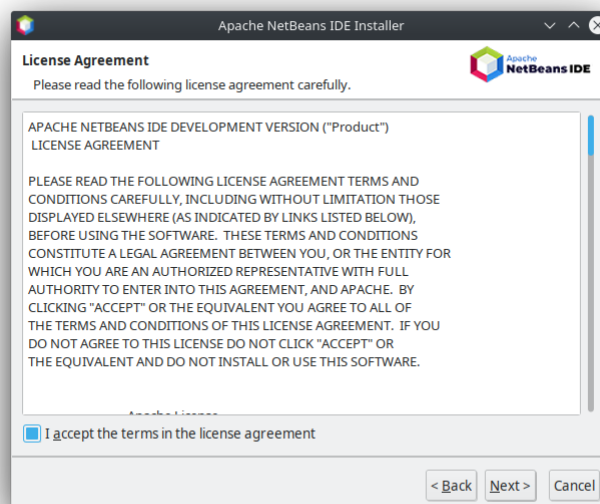 Apache NetBeans IDE Installer
License Agreement
Please read the following license agreement carefully.
Apache
NetBeans IDE
APACHE NETBEANS IDE DEVELOPMENT VERSION ("Product")
LICENSE AGREEMENT
PLEASE READ THE FOLLOWING LICENSE AGREEMENT TERMS AND
CONDITIONS CAREFULLY, INCLUDING WITHOUT LIMITATION THOSE
DISPLAYED ELSEWHERE (AS INDICATED BY LINKS LISTED BELOW),
BEFORE USING THE SOFTWARE.  THESE TERMS AND CONDITIONS
CONSTITUTE A LEGAL AGREEMENT BETWEEN YOU, OR THE ENTITY FOR
WHICH YOU ARE AN AUTHORIZED REPRESENTATIVE WITH FULL
AUTHORITY TO ENTER INTO THIS AGREEMENT, AND APACHE.  BY
CLICKING "ACCEPT" OR THE EQUIVALENT YOU AGREE TO ALL OF
THE TERMS AND CONDITIONS OF THIS LICENSE AGREEMENT.  IF YOU
DO NOT AGREE TO THIS LICENSE DO NOT CLICK "ACCEPT" OR
THE EQUIVALENT AND DO NOT INSTALL OR USE THIS SOFTWARE.
Apache License
I accept the terms in the license agreement
< Back
Next >
Cancel